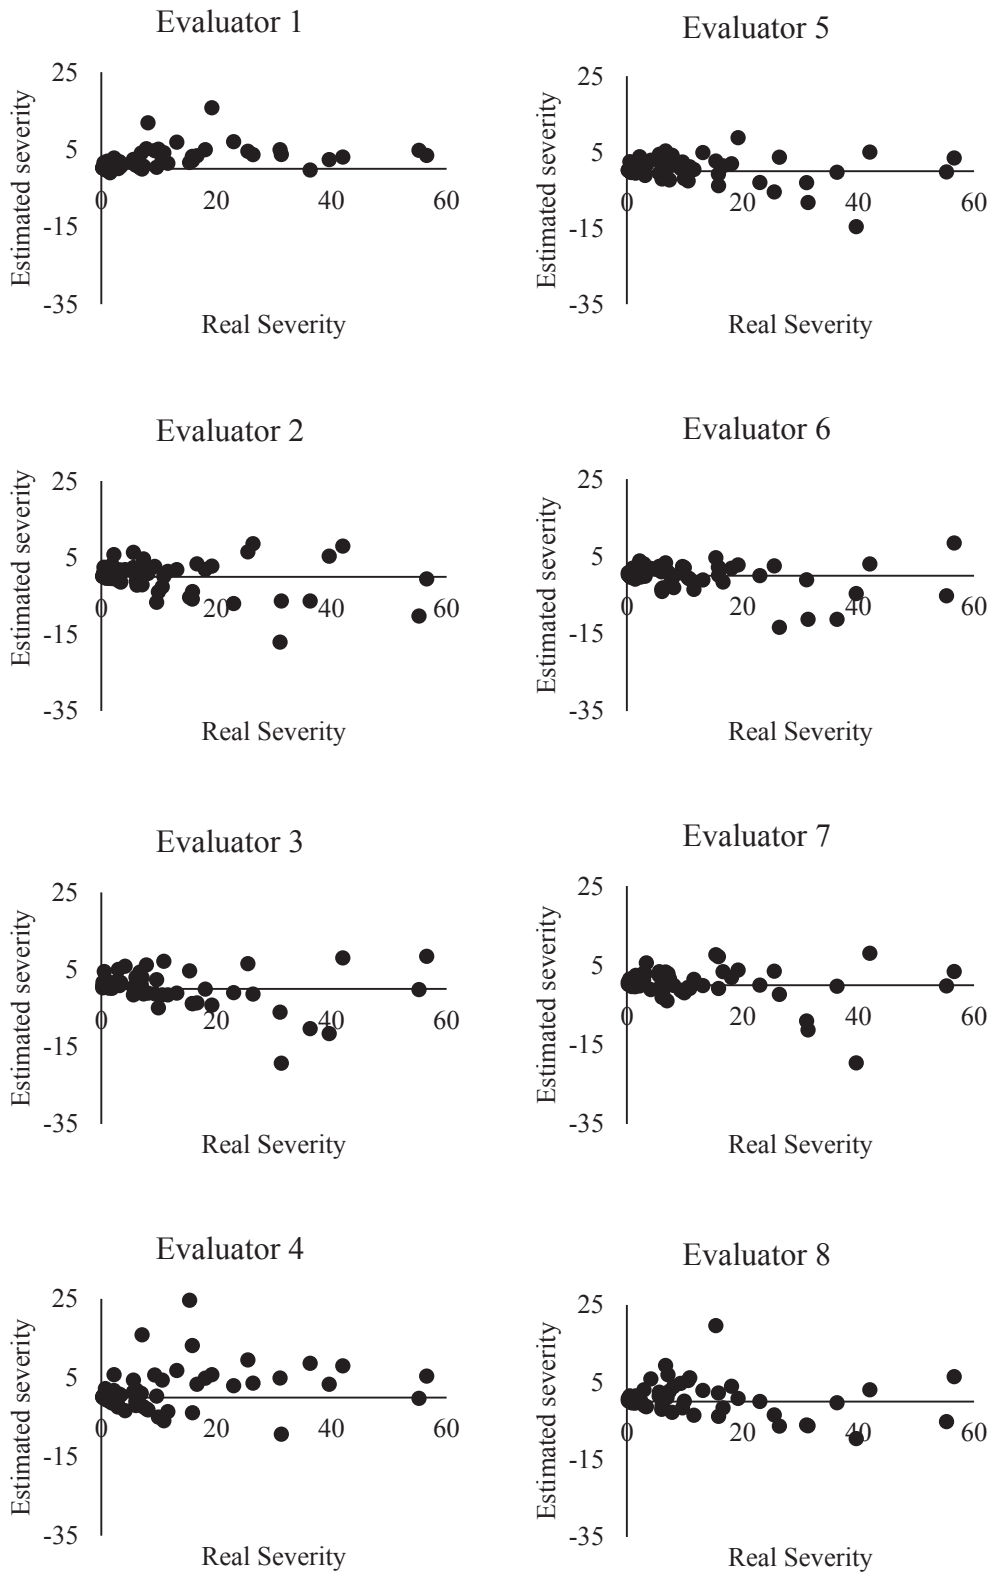 Evaluator 1
25
5
-15
-35
0
20
40
60
Estimated severity
Real Severity
Evaluator 5
25
5
-15
-35
0
20
40
60
Estimated severity
Real Severity
Evaluator 2
25
5
-15
-35
0
20
40
60
Estimated severity
Real Severity
Evaluator 6
25
5
-15
-35
0
20
40
60
Estimated severity
Real Severity
Evaluator 3
25
5
-15
-35
0
20
40
60
Estimated severity
Real Severity
Evaluator 7
25
5
-15
-35
0
20
40
60
Estimated severity
Real Severity
Evaluator 4
25
5
-15
-35
0
20
40
60
Estimated severity
Real Severity
Evaluator 8
25
5
-15
-35
0
20
40
60
Estimated severity
Real Severity